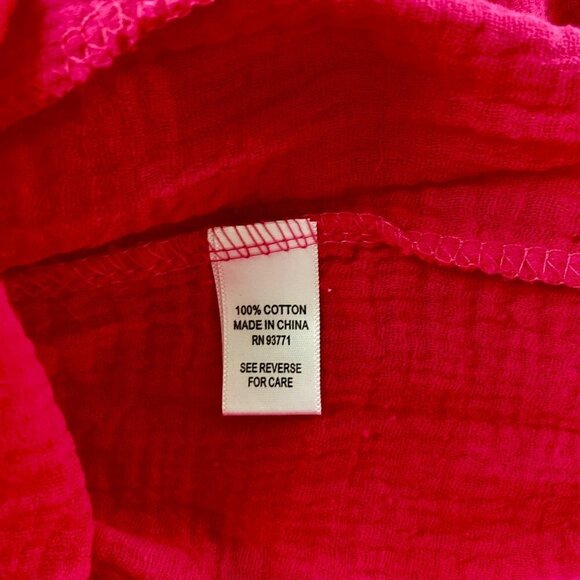 100% COTTON
MADE IN CHINA
RN 93771
SEE REVERSE
FOR CARE